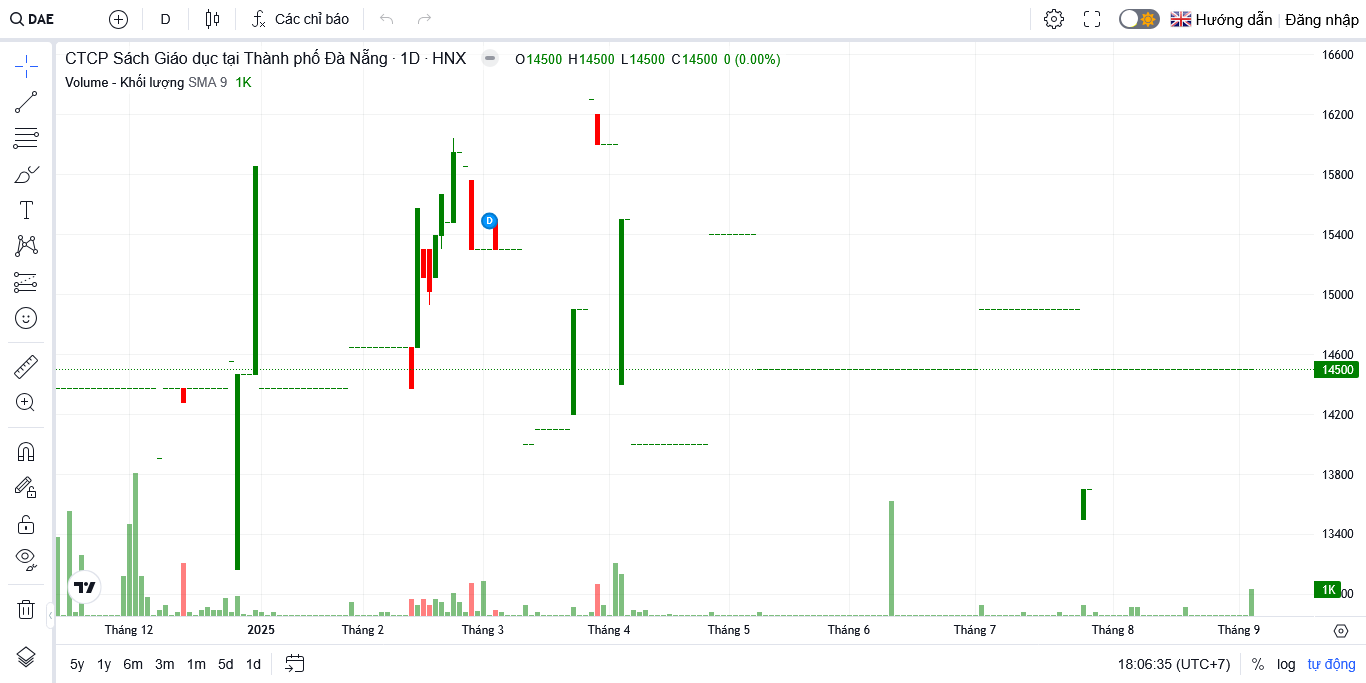 DAE D Các chỉ báo Hướng dẫn Đăng nhập
CTCP Sách Giáo dục tại Thành phố Đà Nẵng · 1D · HNX O14500 H14500 L14500 C14500 0 (0.00%)
Volume - Khối lượng SMA 9 1K
16600
16200
15800
D
15400
15000
14600
14500
14200
13800
13400
1K
Tháng 12 2025 Tháng 2 Tháng 3 Tháng 4 Tháng 5 Tháng 6 Tháng 7 Tháng 8 Tháng 9
5y 1y 6m 3m 1m 5d 1d 18:06:35 (UTC+7) % log tự động